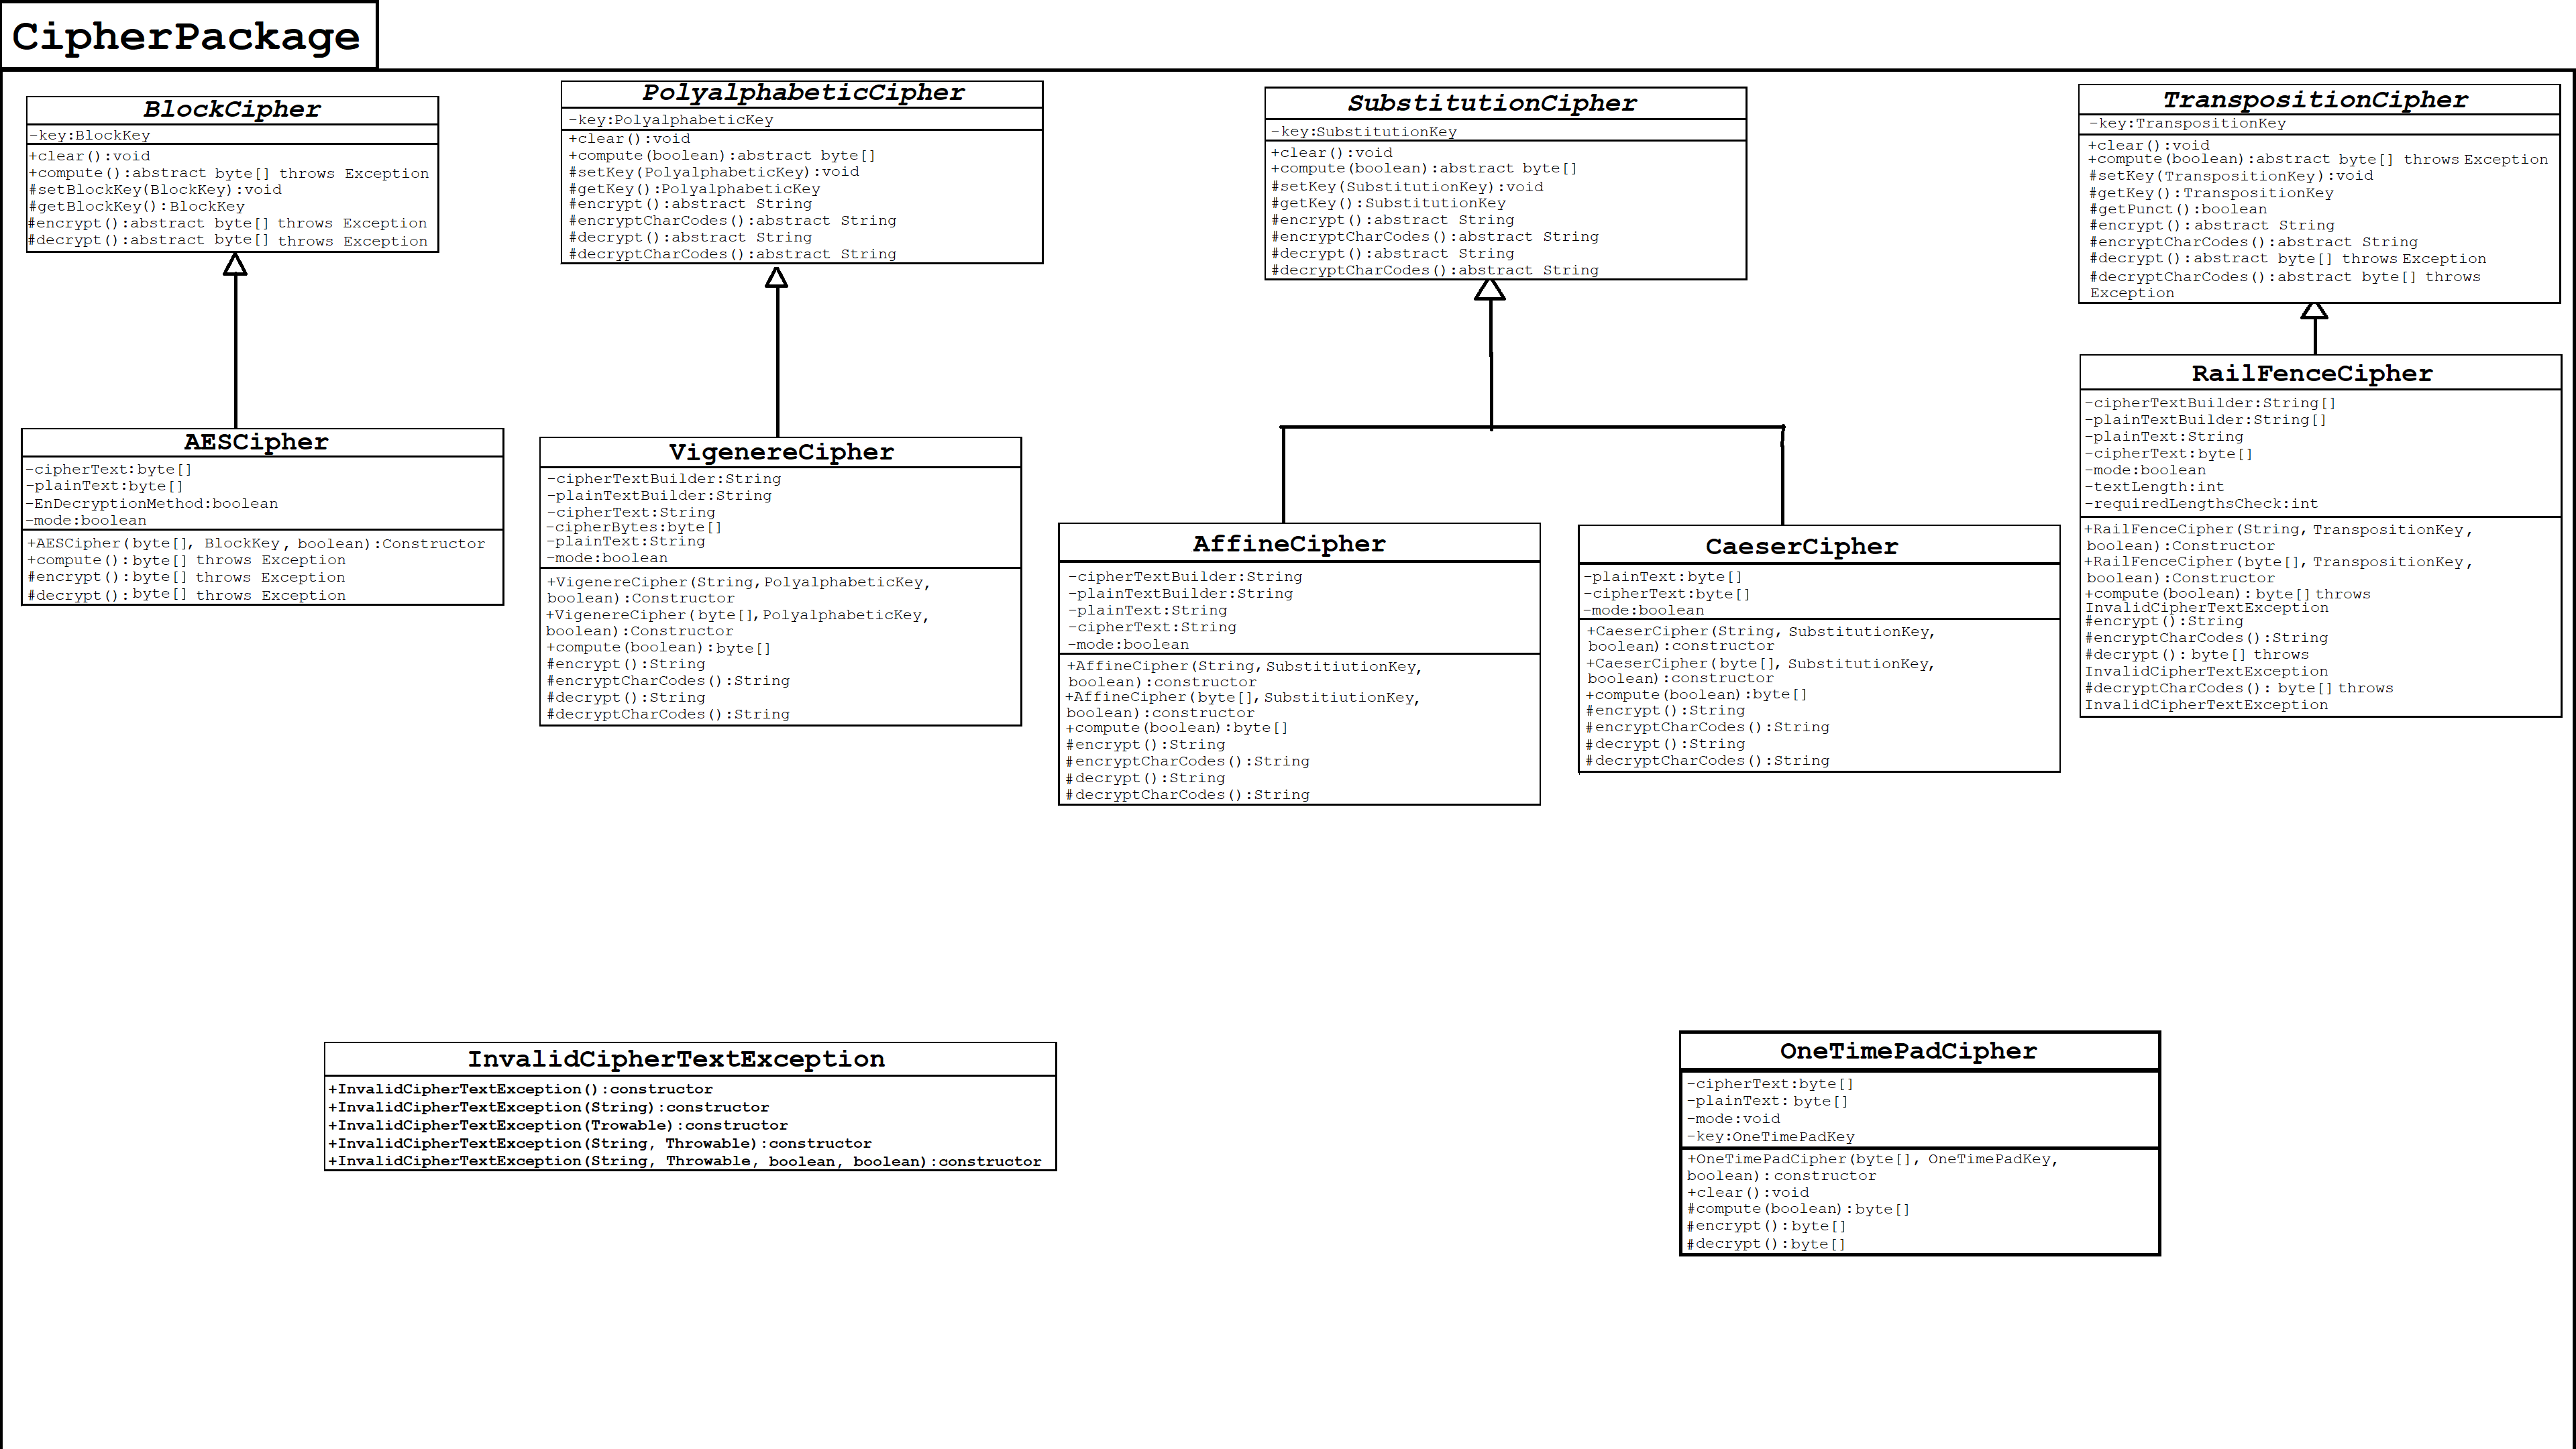 CipherPackage
BlockCipher
-key:BlockKey
+clear():void
+compute():abstract byte[] throws Exception
#setBlockKey(BlockKey):void
#getBlockKey():BlockKey
#encrypt():abstract byte[] throws Exception
#decrypt():abstract byte[] throws Exception
PolyalphabeticCipher
-key:PolyalphabeticKey
+clear():void
+compute(boolean):abstract byte[]
#setKey(PolyalphabeticKey):void
#getKey():PolyalphabeticKey
#encrypt():abstract String
#encryptCharCodes():abstract String
#decrypt():abstract String
#decryptCharCodes():abstract String
SubstitutionCipher
-key:SubstitutionKey
+clear():void
+compute(boolean):abstract byte[]
#setKey(SubstitutionKey):void
#getKey():SubstitutionKey
#encrypt():abstract String
#encryptCharCodes():abstract String
#decrypt():abstract String
#decryptCharCodes():abstract String
TranspositionCipher
-key:TranspositionKey
+clear():void
+compute(boolean):abstract byte[] throws Exception
#setKey(TranspositionKey):void
#getKey():TranspositionKey
#getPunct():boolean
#encrypt():abstract String
#encryptCharCodes():abstract String
#decrypt():abstract byte[] throws Exception
#decryptCharCodes():abstract byte[] throws
Exception
AESCipher
-cipherText:byte[]
-plainText:byte[]
-EnDecryptionMethod:boolean
-mode:boolean
+AESCipher(byte[], BlockKey, boolean):Constructor
+compute():byte[] throws Exception
#encrypt():byte[] throws Exception
#decrypt():byte[] throws Exception
VigenereCipher
-cipherTextBuilder:String
-plainTextBuilder:String
-cipherText:String
-cipherBytes:byte[]
-plainText:String
-mode:boolean
+VigenereCipher(String,PolyalphabeticKey,
boolean):Constructor
+VigenereCipher(byte[],PolyalphabeticKey,
boolean):Constructor
+compute(boolean):byte[]
#encrypt():String
#encryptCharCodes():String
#decrypt():String
#decryptCharCodes():String
AffineCipher
-cipherTextBuilder:String
-plainTextBuilder:String
-plainText:String
-cipherText:String
-mode:boolean
+AffineCipher(String,SubstitiutionKey,
boolean):constructor
+AffineCipher(byte[],SubstitiutionKey,
boolean):constructor
+compute(boolean):byte[]
#encrypt():String
#encryptCharCodes():String
#decrypt():String
#decryptCharCodes():String
CaeserCipher
-plainText:byte[]
-cipherText:byte[]
-mode:boolean
+CaeserCipher(String, SubstitutionKey,
boolean):constructor
+CaeserCipher(byte[], SubstitutionKey,
boolean):constructor
+compute(boolean):byte[]
#encrypt():String
#encryptCharCodes():String
#decrypt():String
#decryptCharCodes():String
RailFenceCipher
-cipherTextBuilder:String[]
-plainTextBuilder:String[]
-plainText:String
-cipherText:byte[]
-mode:boolean
-textLength:int
-requiredLengthsCheck:int
+RailFenceCipher(String, TranspositionKey,
boolean):Constructor
+RailFenceCipher(byte[], TranspositionKey,
boolean):Constructor
+compute(boolean): byte[] throws
InvalidCipherTextException
#encrypt():String
#encryptCharCodes():String
#decrypt(): byte[] throws
InvalidCipherTextException
#decryptCharCodes(): byte[] throws
InvalidCipherTextException
InvalidCipherTextException
+InvalidCipherTextException():constructor
+InvalidCipherTextException(String):constructor
+InvalidCipherTextException(Trowable):constructor
+InvalidCipherTextException(String, Throwable):constructor
+InvalidCipherTextException(String, Throwable, boolean, boolean):constructor
OneTimePadCipher
-cipherText:byte[]
-plainText: byte[]
-mode:void
-key:OneTimePadKey
+OneTimePadCipher(byte[], OneTimePadKey,
boolean):constructor
+clear():void
#compute(boolean):byte[]
#encrypt():byte[]
#decrypt():byte[]